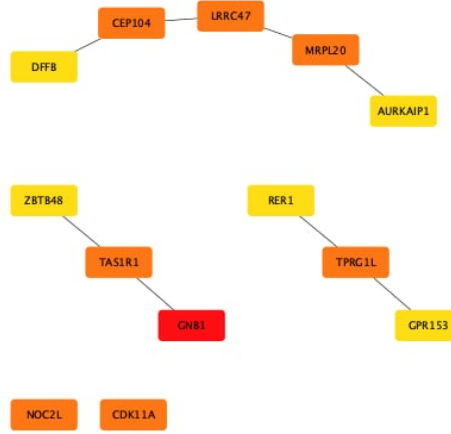 LRRC47
CEP104
MRPL20
DFFB
AURKAIP1
ZBTB48
RER1
TAS1R1
TPRG1L
GNB1
GPR153
NOC2L
CDK11A